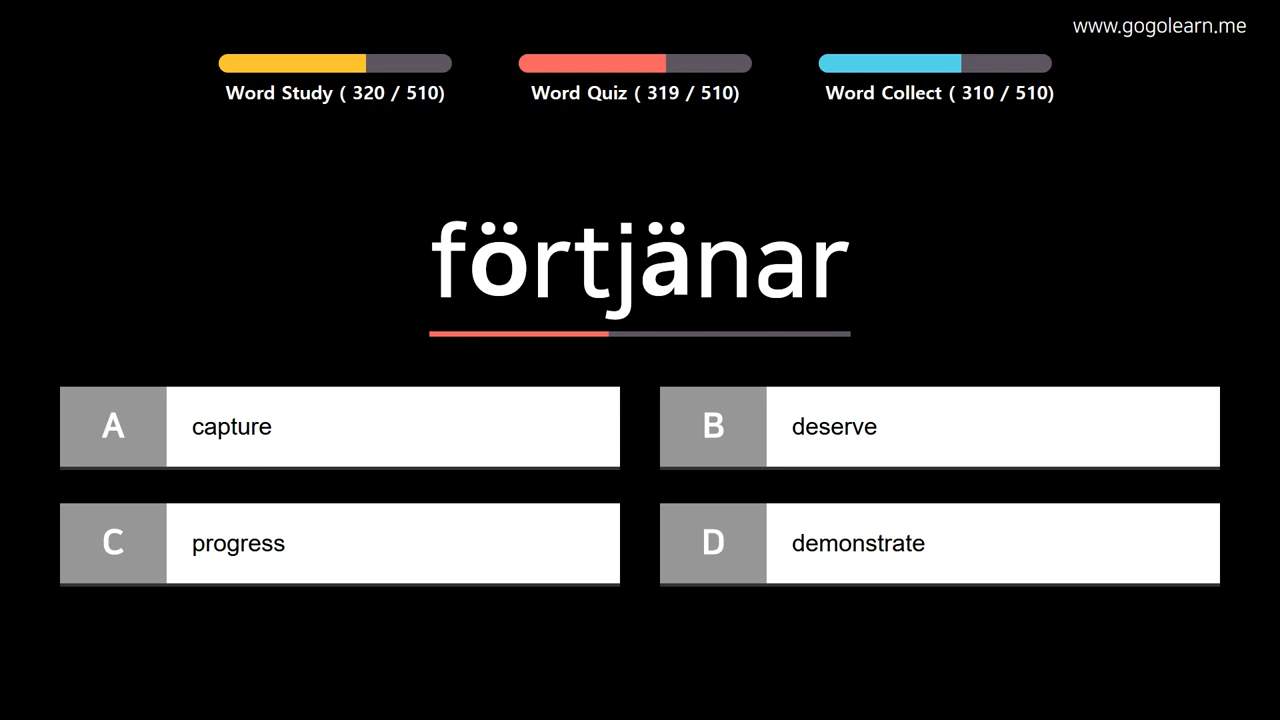 www.gogolearn.me
Word Study ( 320 / 510)
Word Quiz ( 319 / 510)
Word Collect ( 310 / 510)
förtjänar
A capture
B deserve
C progress
D demonstrate